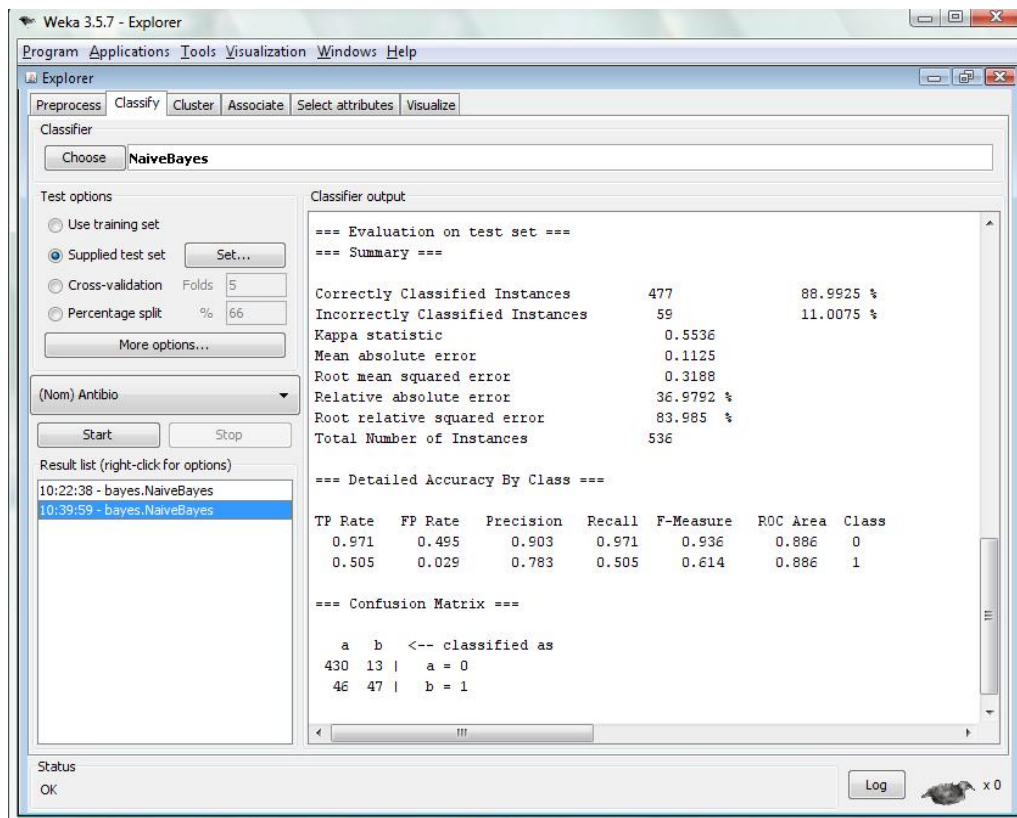 Weka 3.5.7 - Explorer
Program Applications Tools Visualization Windows Help
Explorer
Preprocess Classify Cluster Associate Select attributes Visualize
Classifier
Choose NaiveBayes
Test options
Use training set
Supplied test set Set...
Cross-validation Folds 5
Percentage split % 66
More options...
(Nom) Antibio
Start Stop
Result list (right-click for options)
10:22:38 - bayes.NaiveBayes
10:39:59 - bayes.NaiveBayes
Classifier output
=== Evaluation on test set ===
=== Summary ===
Correctly Classified Instances 477 88.9925 %
Incorrectly Classified Instances 59 11.0075 %
Kappa statistic 0.5536
Mean absolute error 0.1125
Root mean squared error 0.3188
Relative absolute error 36.9792 %
Root relative squared error 83.985 %
Total Number of Instances 536
=== Detailed Accuracy By Class ===
TP Rate FP Rate Precision Recall F-Measure ROC Area Class
0.971 0.495 0.903 0.971 0.936 0.886 0
0.505 0.029 0.783 0.505 0.614 0.886 1
=== Confusion Matrix ===
a b <-- classified as
430 13 | a = 0
46 47 | b = 1
Status
OK
Log x 0